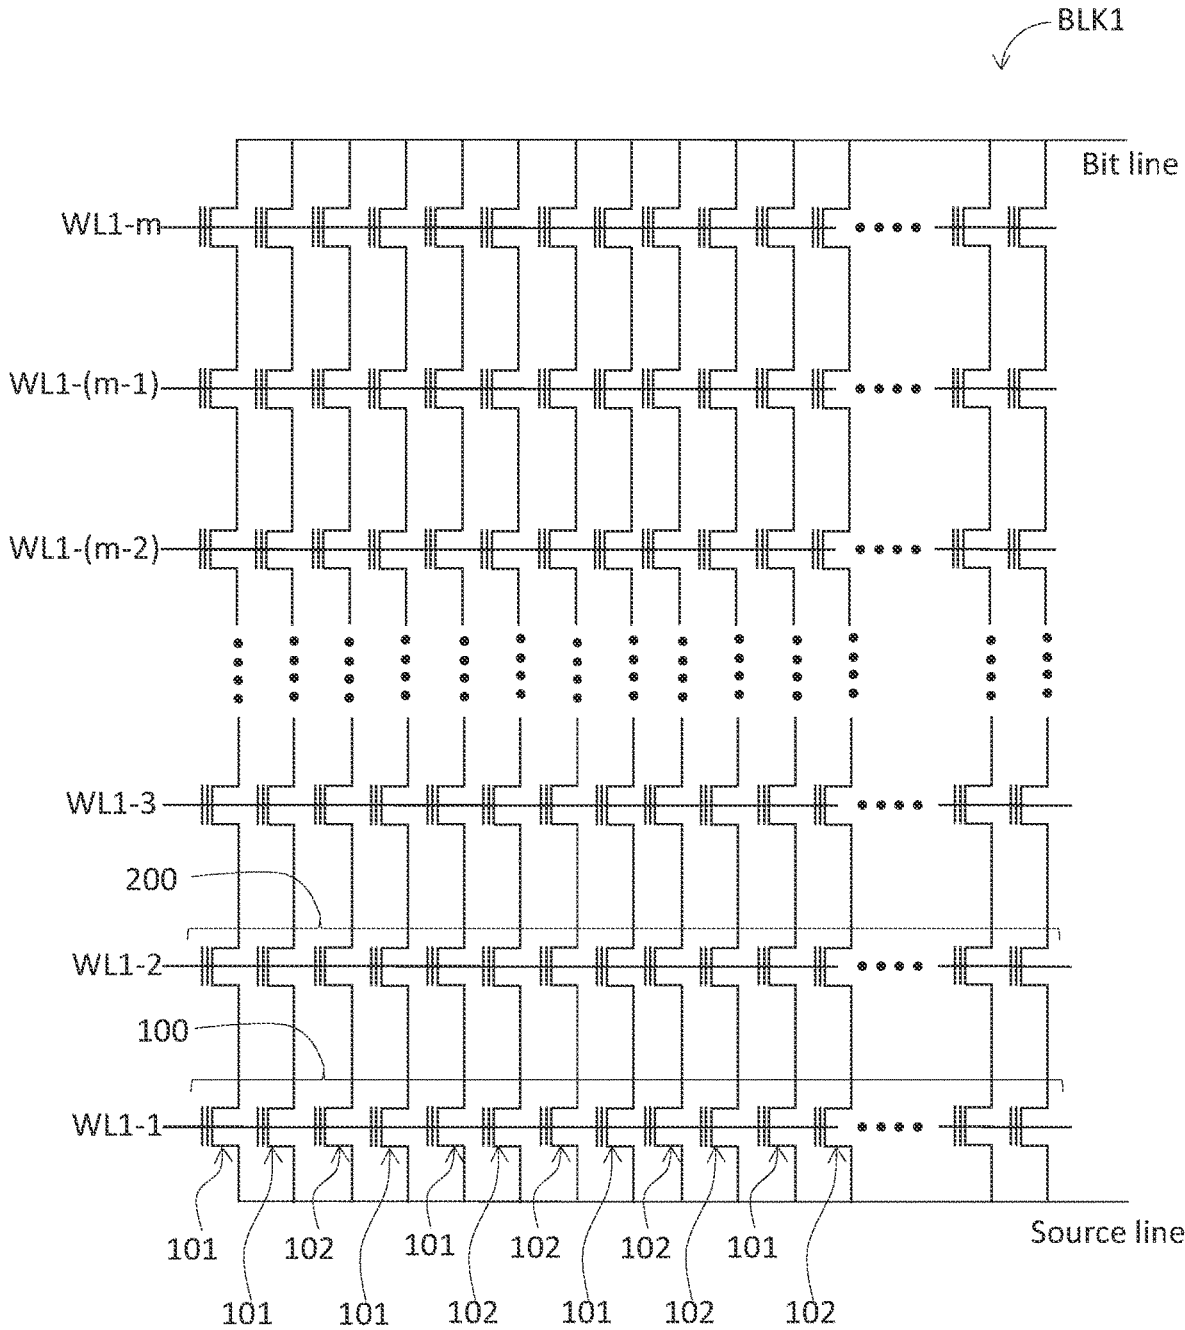 BLK1
Bit line
WL1-m
WL1-(m-1)
WL1-(m-2)
WL1-3
200
WL1-2
100
WL1-1
101 102 101 102 102 101
Source line
101 101 102 101 102 102